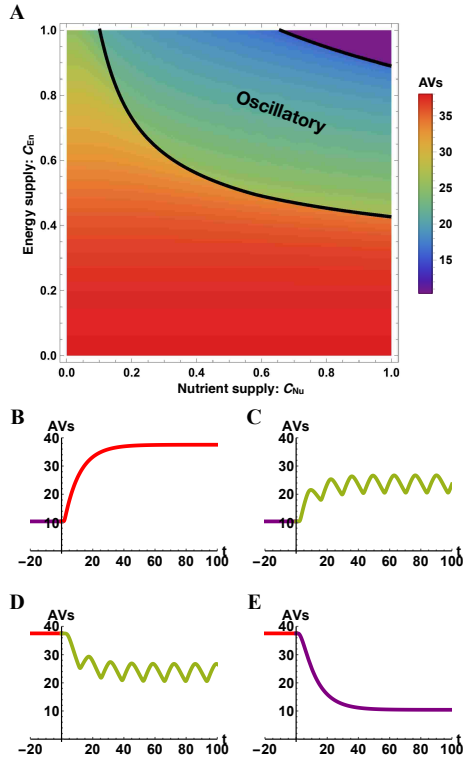 A
AVs
1.0
0.8
0.6
0.4
0.2
0.0
Energy supply: CEn
Oscillatory
0.0 0.2 0.4 0.6 0.8 1.0
Nutrient supply: CNu
35
30
25
20
15
B
AVs
40
30
20
10
−20 20 40 60 80 100
t
C
AVs
40
30
20
10
−20 20 40 60 80 100
t
D
AVs
40
30
20
10
−20 20 40 60 80 100
t
E
AVs
40
30
20
10
−20 20 40 60 80 100
t